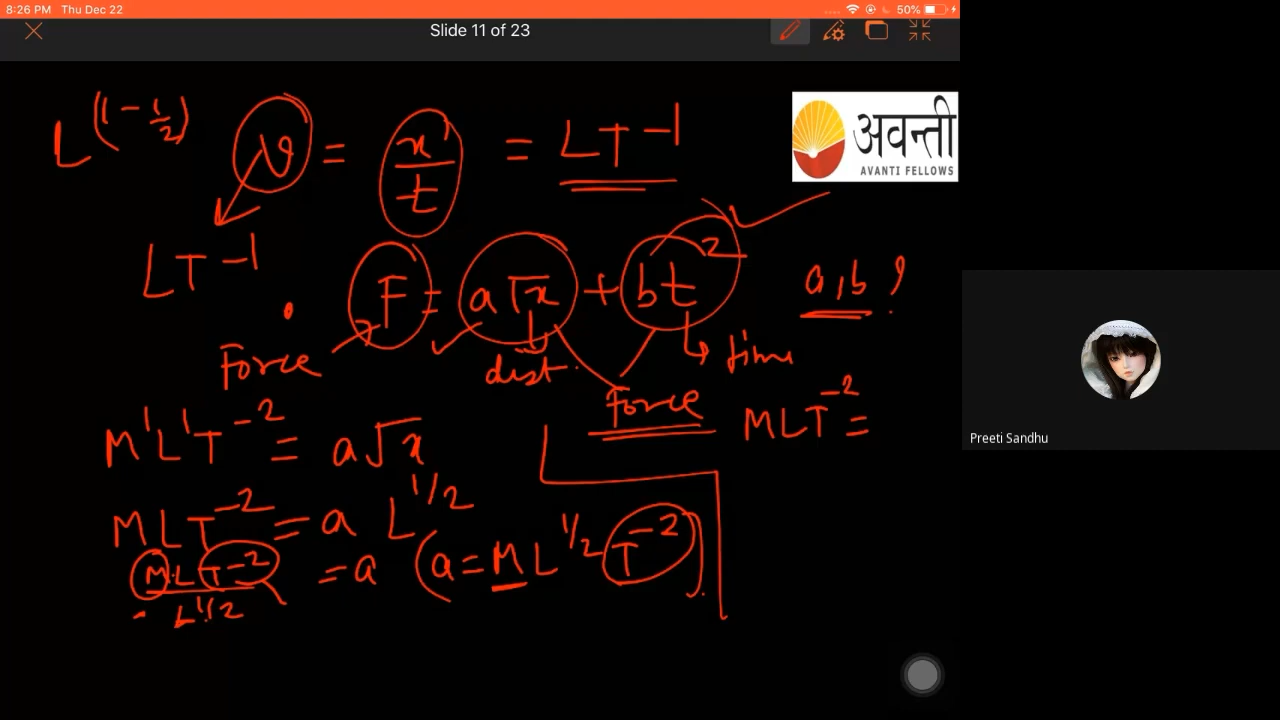 8:26 PM Thu Dec 22 50%
Slide 11 of 23
L^(1-1/2) v = x/t = LT^-1
अवन्ती
AVANTI FELLOWS
LT^-1
F = a√x + bt^2 a,b?
Force dist. time
Force MLT^-2 =
M^1L^1T^-2 = a√x
MLT^-2 = a L^1/2
MLT^-2/L^1/2 = a (a = ML^1/2 T^-2)
Preeti Sandhu